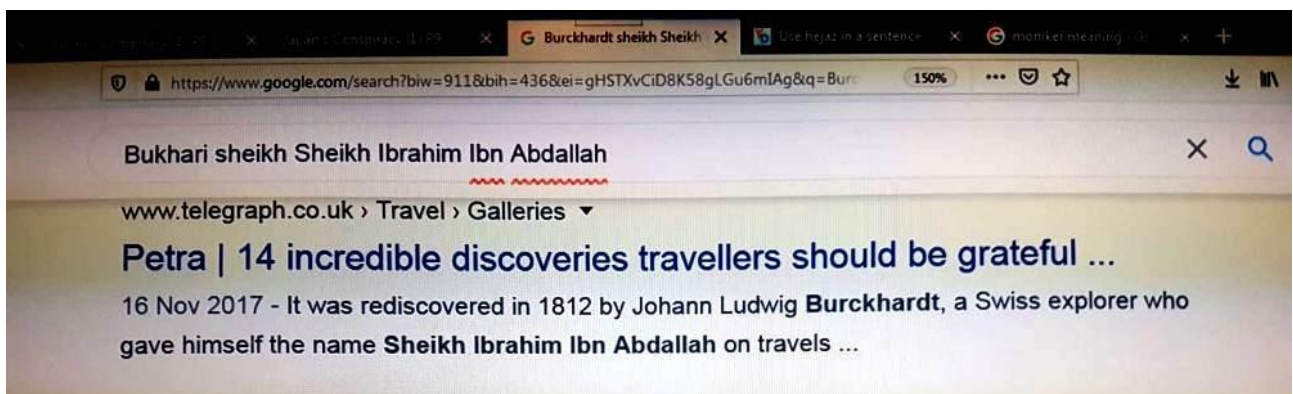 Burckhardt sheikh Sheikh
Use hejaz in a sentence
moniker meaning
https://www.google.com/search?biw=911&bih=436&ei=gHSTXvCiD8K58gLGu6mIAg&q=Burc
150%
Bukhari sheikh Sheikh Ibrahim Ibn Abdallah
www.telegraph.co.uk › Travel › Galleries
Petra | 14 incredible discoveries travellers should be grateful ...
16 Nov 2017 - It was rediscovered in 1812 by Johann Ludwig Burckhardt, a Swiss explorer who
gave himself the name Sheikh Ibrahim Ibn Abdallah on travels ...